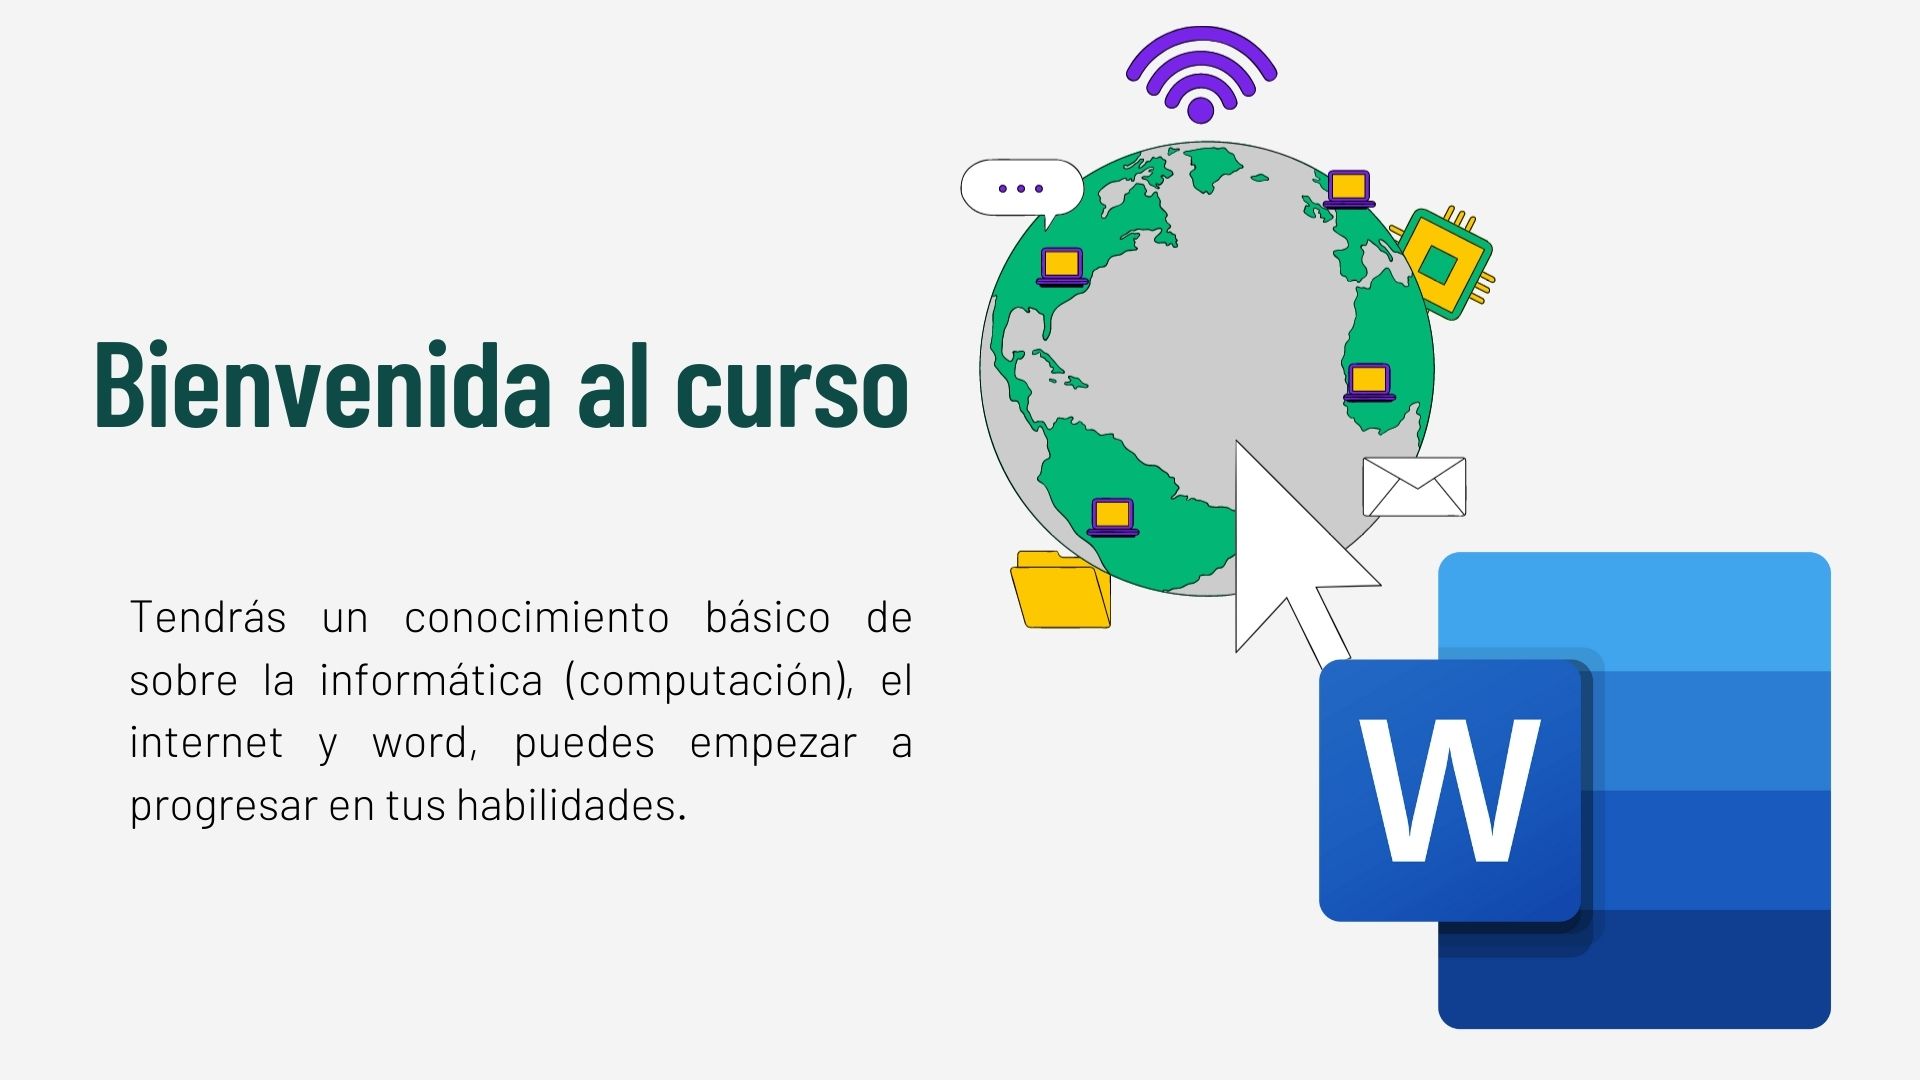 Bienvenida al curso
Tendrás un conocimiento básico de
sobre la informática (computación), el
internet y word, puedes empezar a
progresar en tus habilidades.
W